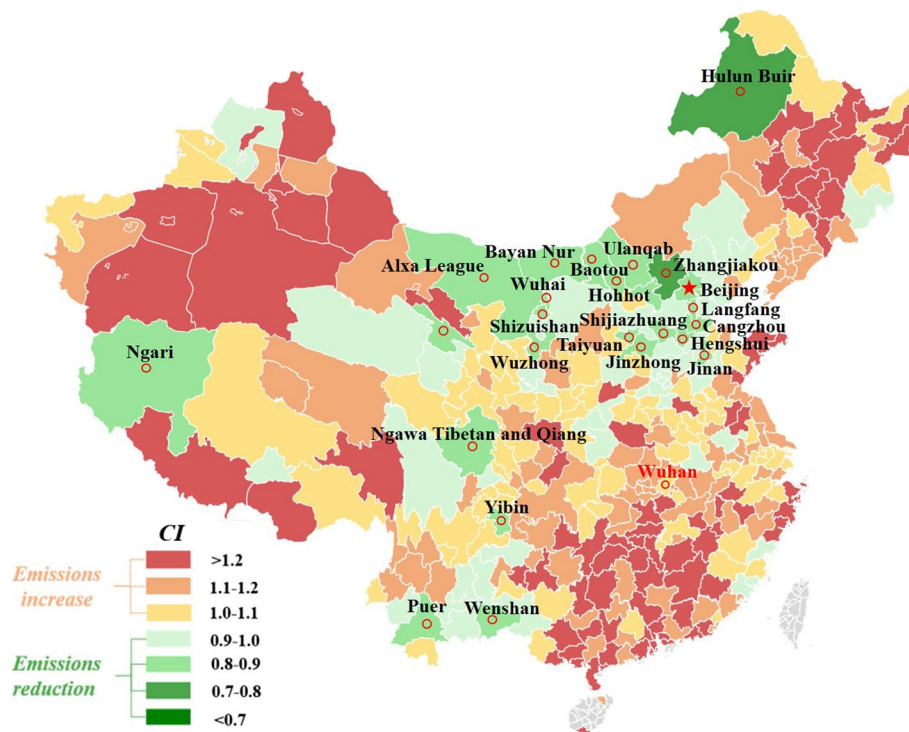 Hulun Buir
Bayan Nur
Ulanqab
Alxa League
Baotou
Zhangjiakou
Wuhai
Hohhot
Beijing
Langfang
Shizuishan
Shijiazhuang
Cangzhou
Taiyuan
Hengshui
Ngari
Wuzhong
Jinzhong
Jinan
Ngawa Tibetan and Qiang
Wuhan
Yibin
Puer
Wenshan
CI
Emissions
increase
>1.2
1.1-1.2
1.0-1.1
Emissions
reduction
0.9-1.0
0.8-0.9
0.7-0.8
<0.7